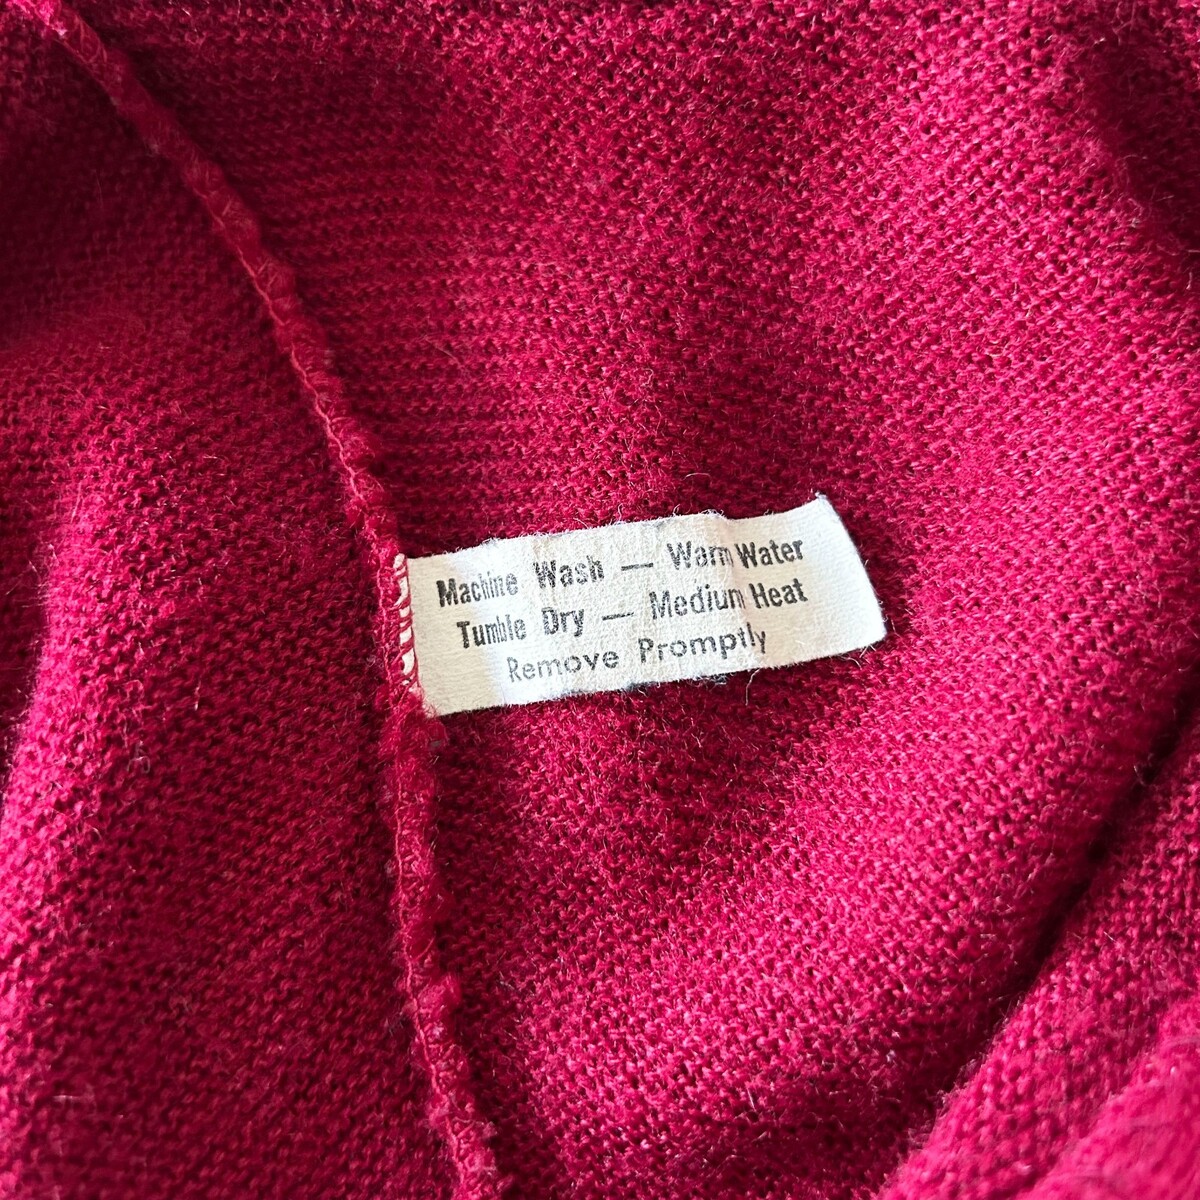 Machine Wash — Warm Water
Tumble Dry — Medium Heat
Remove Promptly